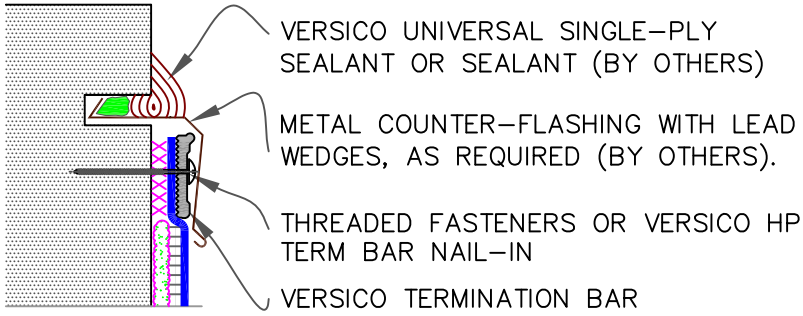 VERSICO UNIVERSAL SINGLE-PLY
SEALANT OR SEALANT (BY OTHERS)
METAL COUNTER-FLASHING WITH LEAD
WEDGES, AS REQUIRED (BY OTHERS).
THREADED FASTENERS OR VERSICO HP
TERM BAR NAIL-IN
VERSICO TERMINATION BAR